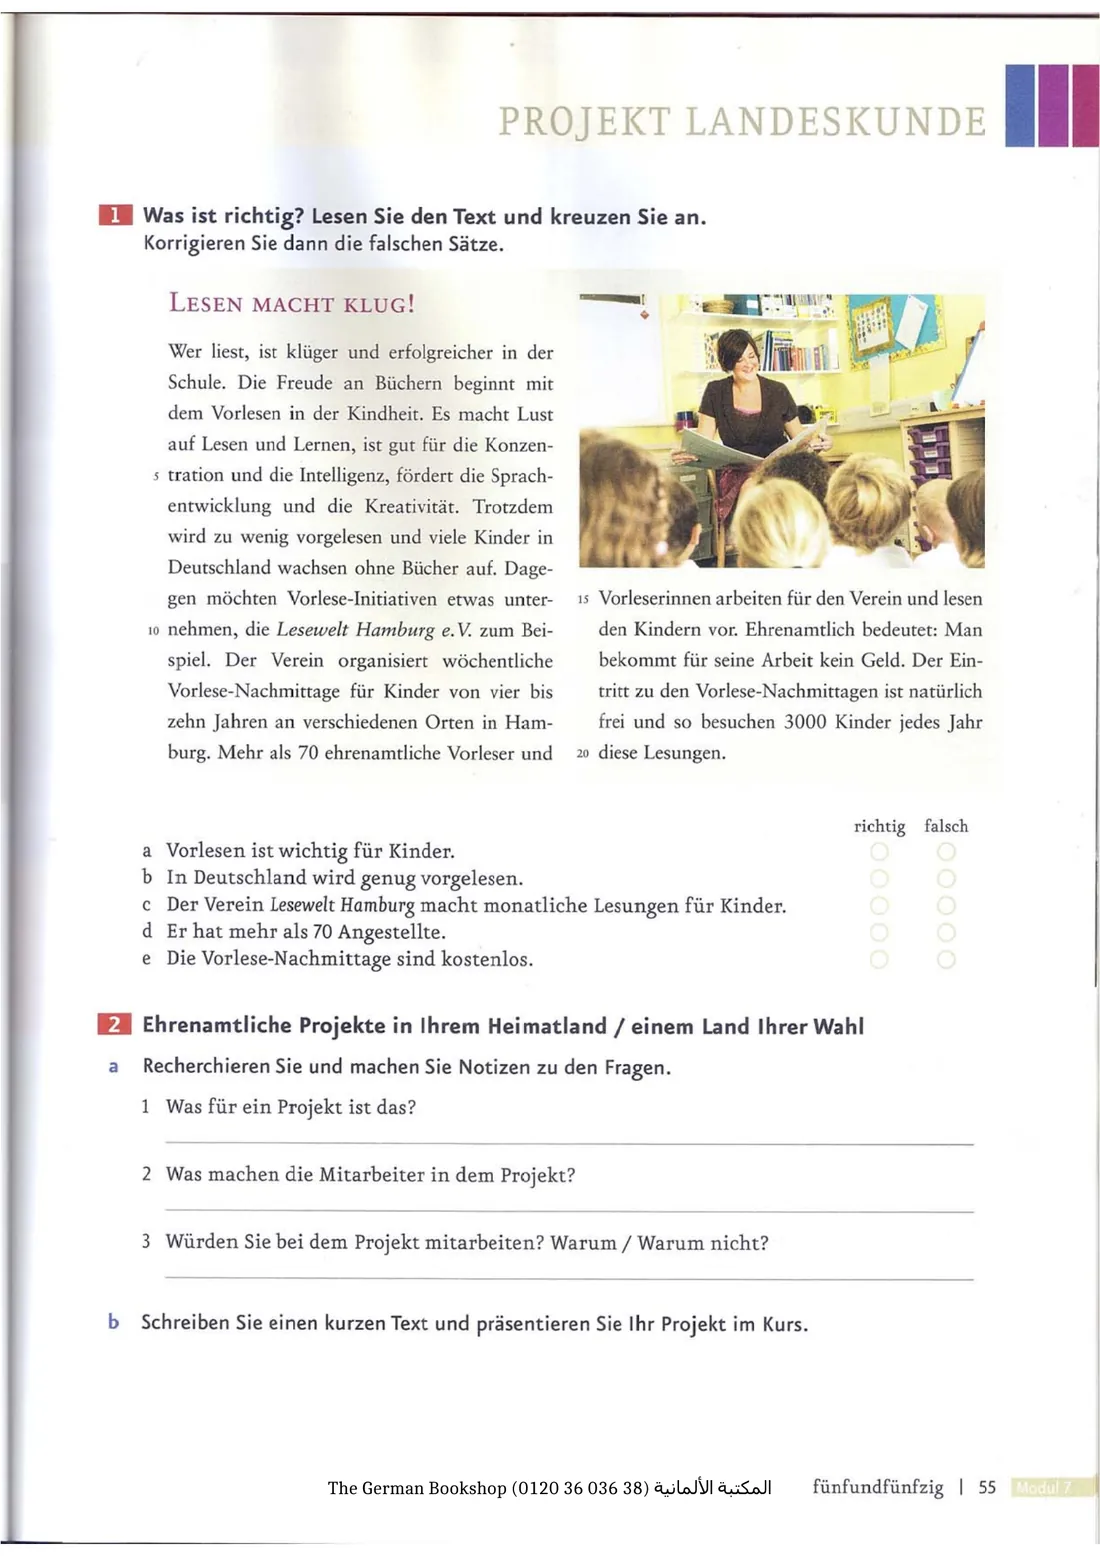 PROJEKT LANDESKUNDE
1 Was ist richtig? Lesen Sie den Text und kreuzen Sie an.
Korrigieren Sie dann die falschen Sätze.
LESEN MACHT KLUG!
Wer liest, ist klüger und erfolgreicher in der
Schule. Die Freude an Büchern beginnt mit
dem Vorlesen in der Kindheit. Es macht Lust
auf Lesen und Lernen, ist gut für die Konzen-
5 tration und die Intelligenz, fördert die Sprach-
entwicklung und die Kreativität. Trotzdem
wird zu wenig vorgelesen und viele Kinder in
Deutschland wachsen ohne Bücher auf. Dage-
gen möchten Vorlese-Initiativen etwas unter-
10 nehmen, die Lesewelt Hamburg e.V. zum Bei-
spiel. Der Verein organisiert wöchentliche
Vorlese-Nachmittage für Kinder von vier bis
zehn Jahren an verschiedenen Orten in Ham-
burg. Mehr als 70 ehrenamtliche Vorleser und
15 Vorleserinnen arbeiten für den Verein und lesen
den Kindern vor. Ehrenamtlich bedeutet: Man
bekommt für seine Arbeit kein Geld. Der Ein-
tritt zu den Vorlese-Nachmittagen ist natürlich
frei und so besuchen 3000 Kinder jedes Jahr
20 diese Lesungen.
richtig falsch
a Vorlesen ist wichtig für Kinder.
b In Deutschland wird genug vorgelesen.
c Der Verein Lesewelt Hamburg macht monatliche Lesungen für Kinder.
d Er hat mehr als 70 Angestellte.
e Die Vorlese-Nachmittage sind kostenlos.
2 Ehrenamtliche Projekte in Ihrem Heimatland / einem Land Ihrer Wahl
a Recherchieren Sie und machen Sie Notizen zu den Fragen.
1 Was für ein Projekt ist das?
2 Was machen die Mitarbeiter in dem Projekt?
3 Würden Sie bei dem Projekt mitarbeiten? Warum / Warum nicht?
b Schreiben Sie einen kurzen Text und präsentieren Sie Ihr Projekt im Kurs.
The German Bookshop (0120 36 036 38) المكتبة الألمانية
fünfundfünfzig | 55 Modul 7